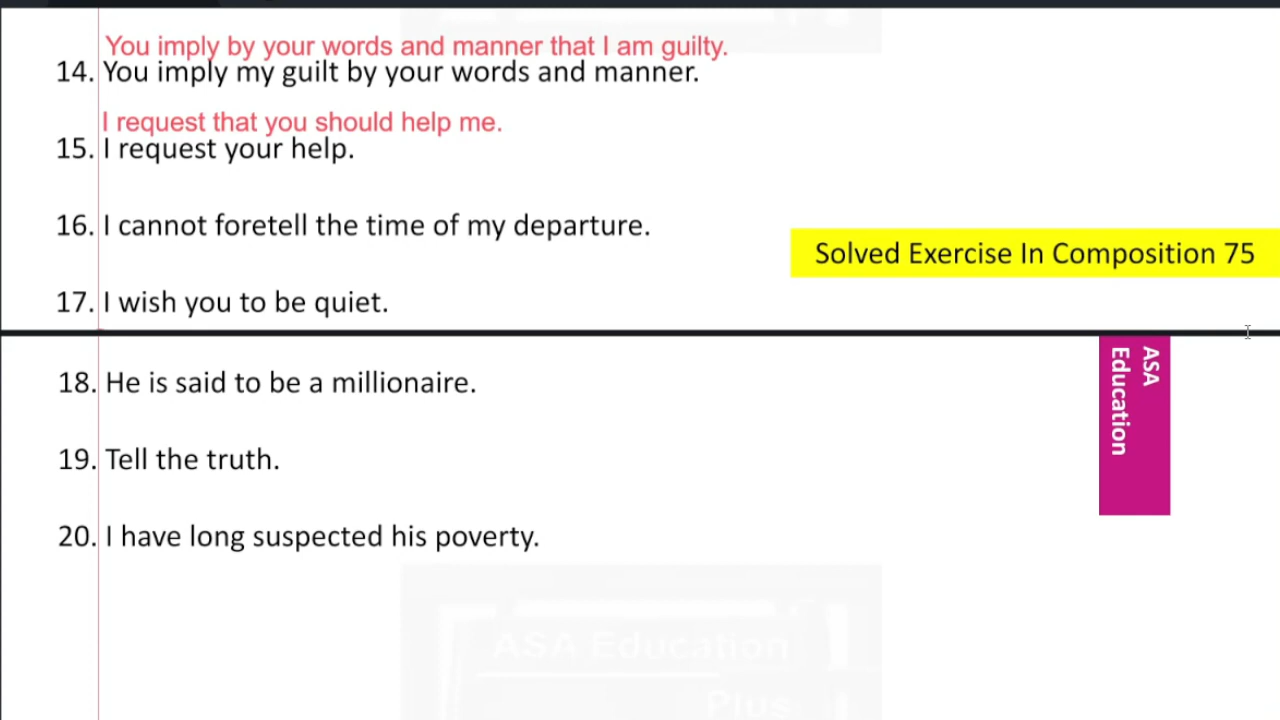 You imply by your words and manner that I am guilty.
14. You imply my guilt by your words and manner.
I request that you should help me.
15. I request your help.
16. I cannot foretell the time of my departure.
Solved Exercise In Composition 75
17. I wish you to be quiet.
18. He is said to be a millionaire.
ASA
Education
19. Tell the truth.
20. I have long suspected his poverty.
ASA Education
Plus